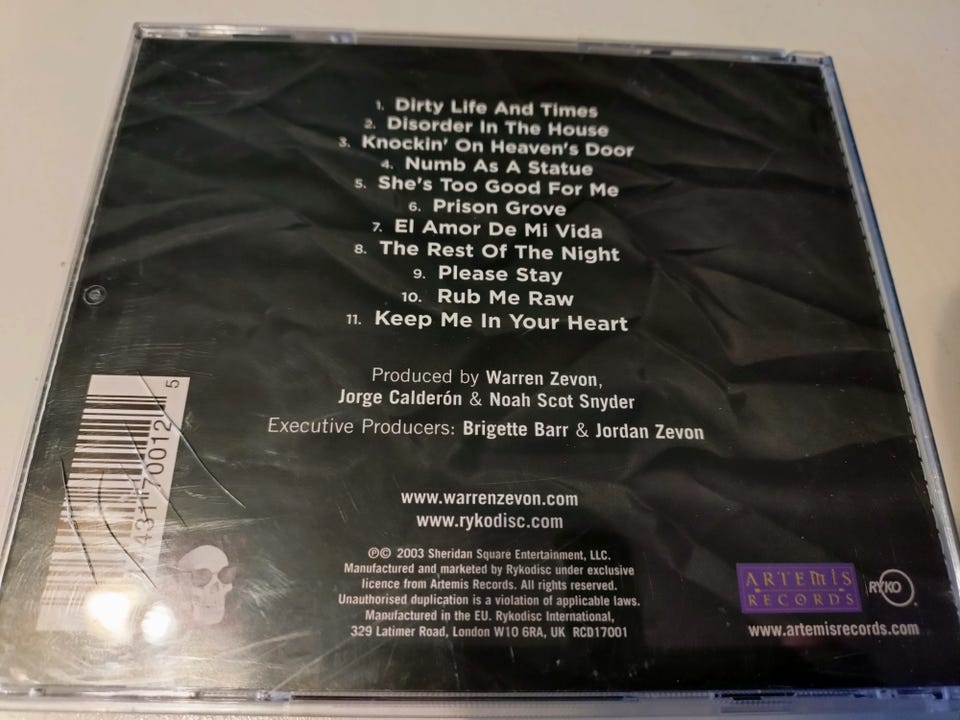 1. Dirty Life And Times
2. Disorder In The House
3. Knockin' On Heaven's Door
4. Numb As A Statue
5. She's Too Good For Me
6. Prison Grove
7. El Amor De Mi Vida
8. The Rest Of The Night
9. Please Stay
10. Rub Me Raw
11. Keep Me In Your Heart
Produced by Warren Zevon,
Jorge Calderón & Noah Scot Snyder
Executive Producers: Brigette Barr & Jordan Zevon
www.warrenzevon.com
www.rykodisc.com
℗© 2003 Sheridan Square Entertainment, LLC.
Manufactured and marketed by Rykodisc under exclusive
licence from Artemis Records. All rights reserved.
Unauthorised duplication is a violation of applicable laws.
Manufactured in the EU. Rykodisc International,
329 Latimer Road, London W10 6RA, UK RCD17001
ARTEMIS
RECORDS
RYKO
www.artemisrecords.com
5